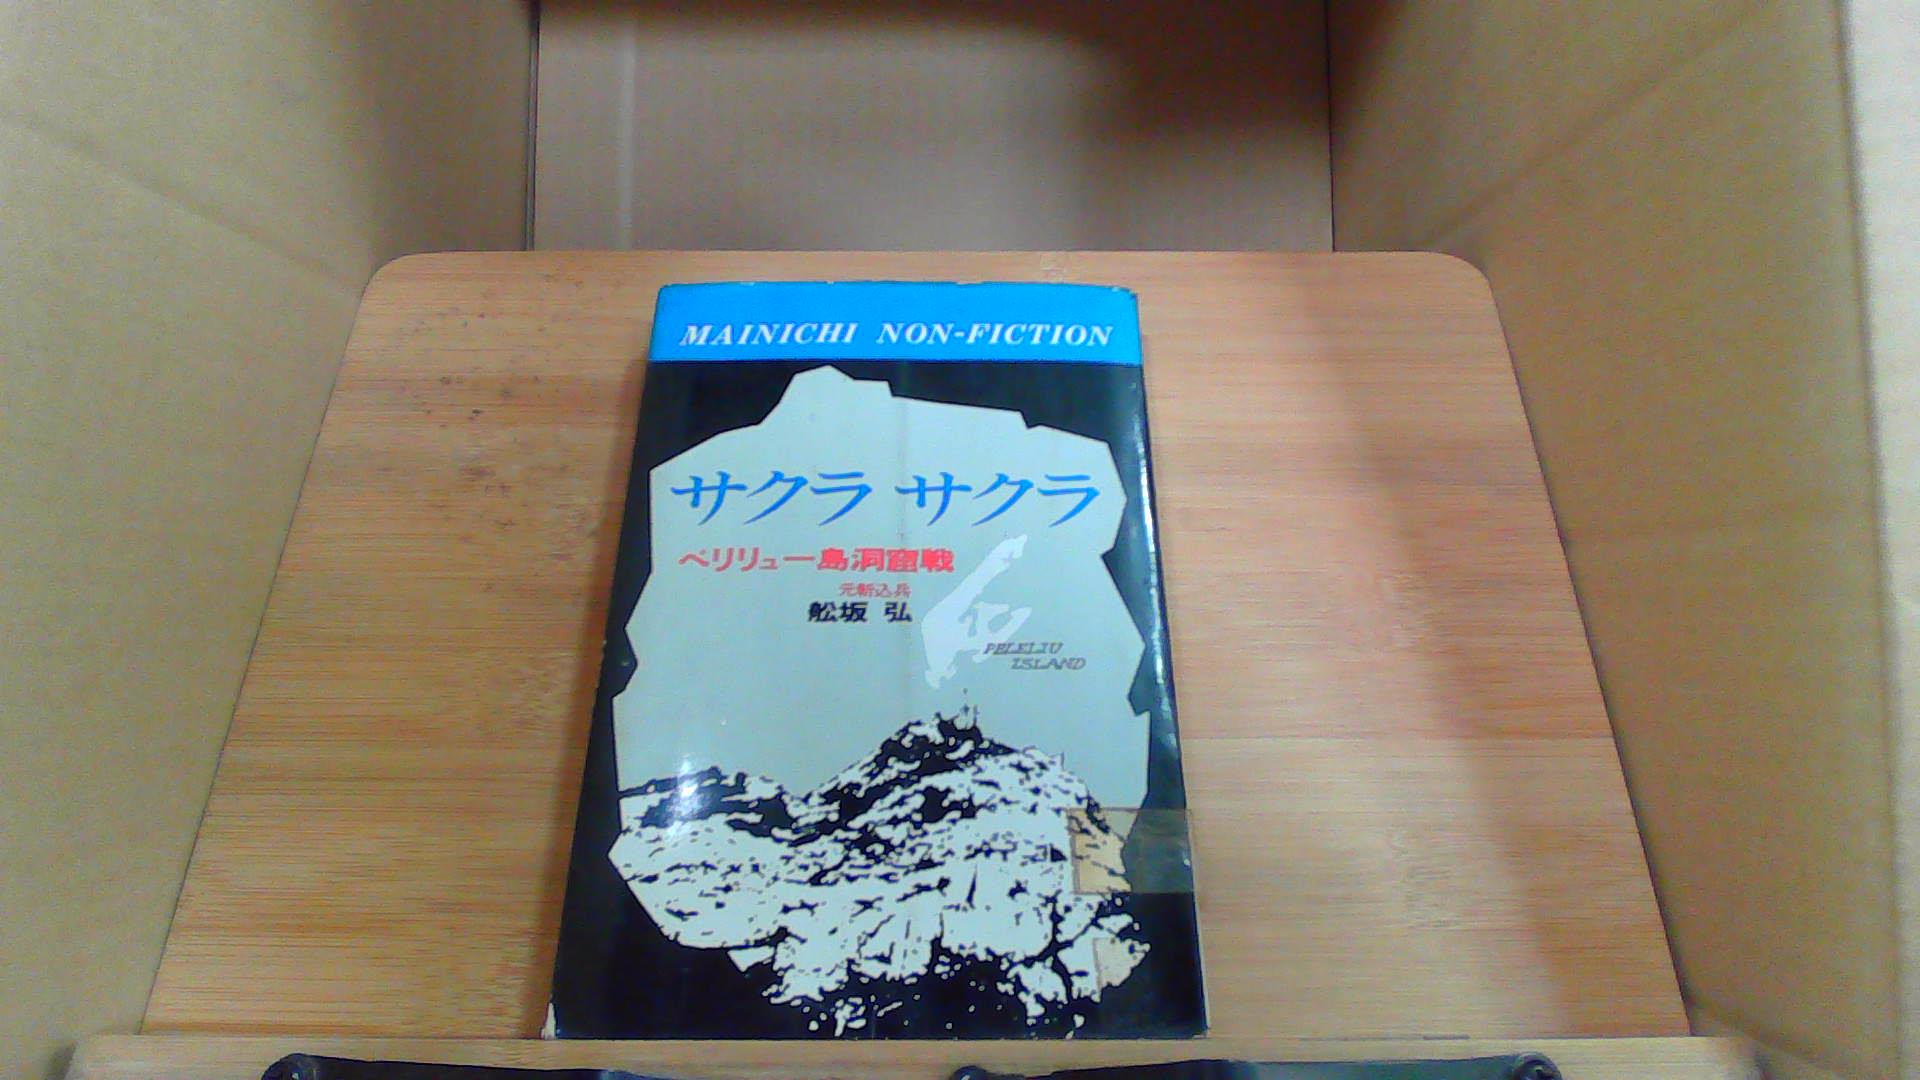 MAINICHI NON-FICTION
サクラ サクラ
ペリリュー島洞窟戦
元斬込兵
舩坂 弘
PELELIU
ISLAND